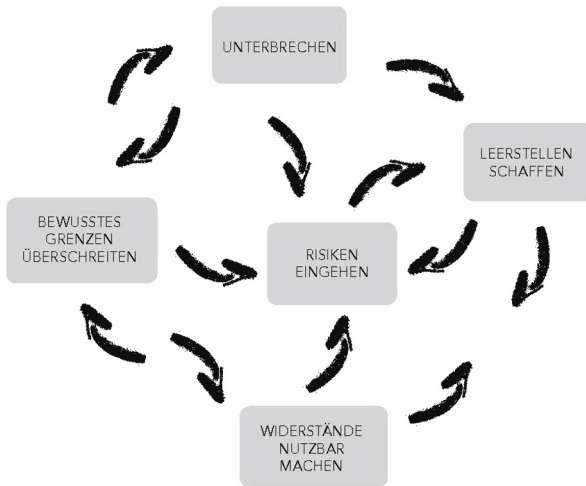 UNTERBRECHEN
LEERSTELLEN
SCHAFFEN
BEWUSSTES
GRENZEN
ÜBERSCHREITEN
RISIKEN
EINGEHEN
WIDERSTÄNDE
NUTZBAR
MACHEN